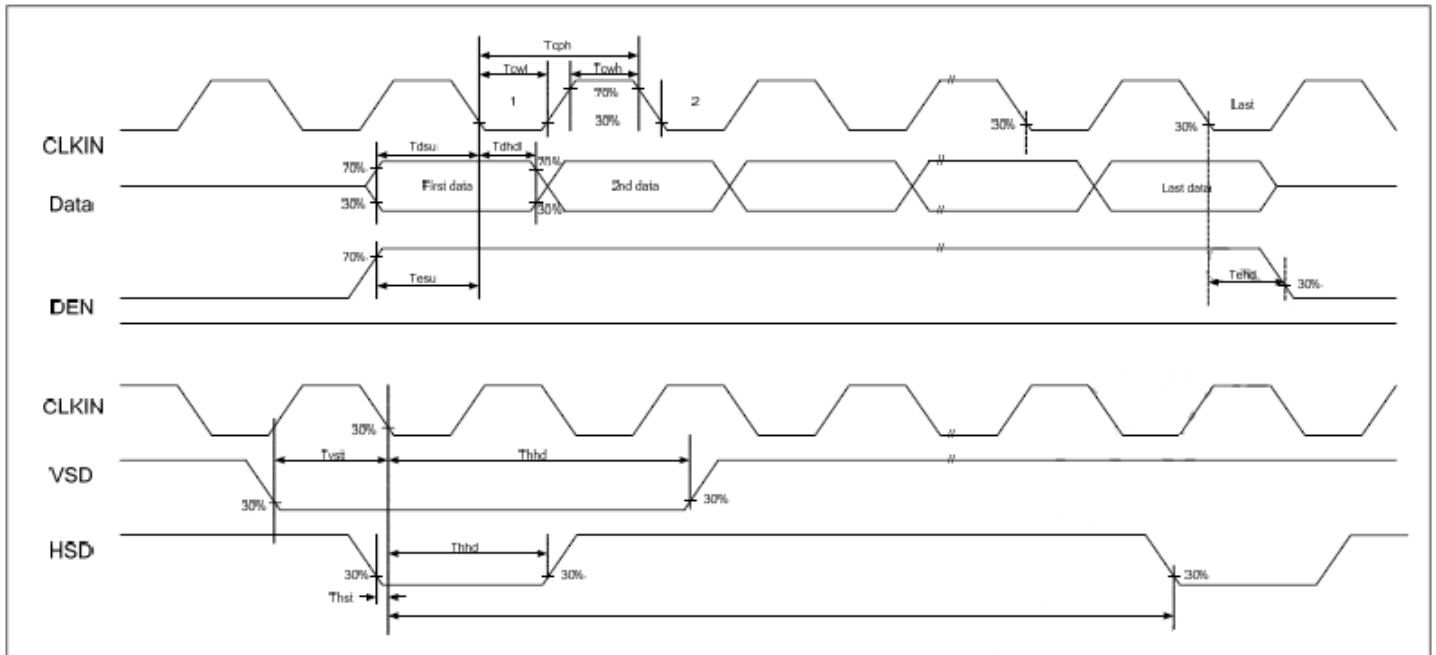 Tcph
Tcwl
Tcwh
1
70%
2
30%
30%
30%
Last
CLKIN
Tdsu
Tdhd
70%
70%
First data
2nd data
Last data
Data
30%
30%
70%
Tesu
30%
DEN
CLKIN
30%
Tvst
Thhd
VSD
30%
30%
HSD
Thhd
30%
30%
30%
Thst